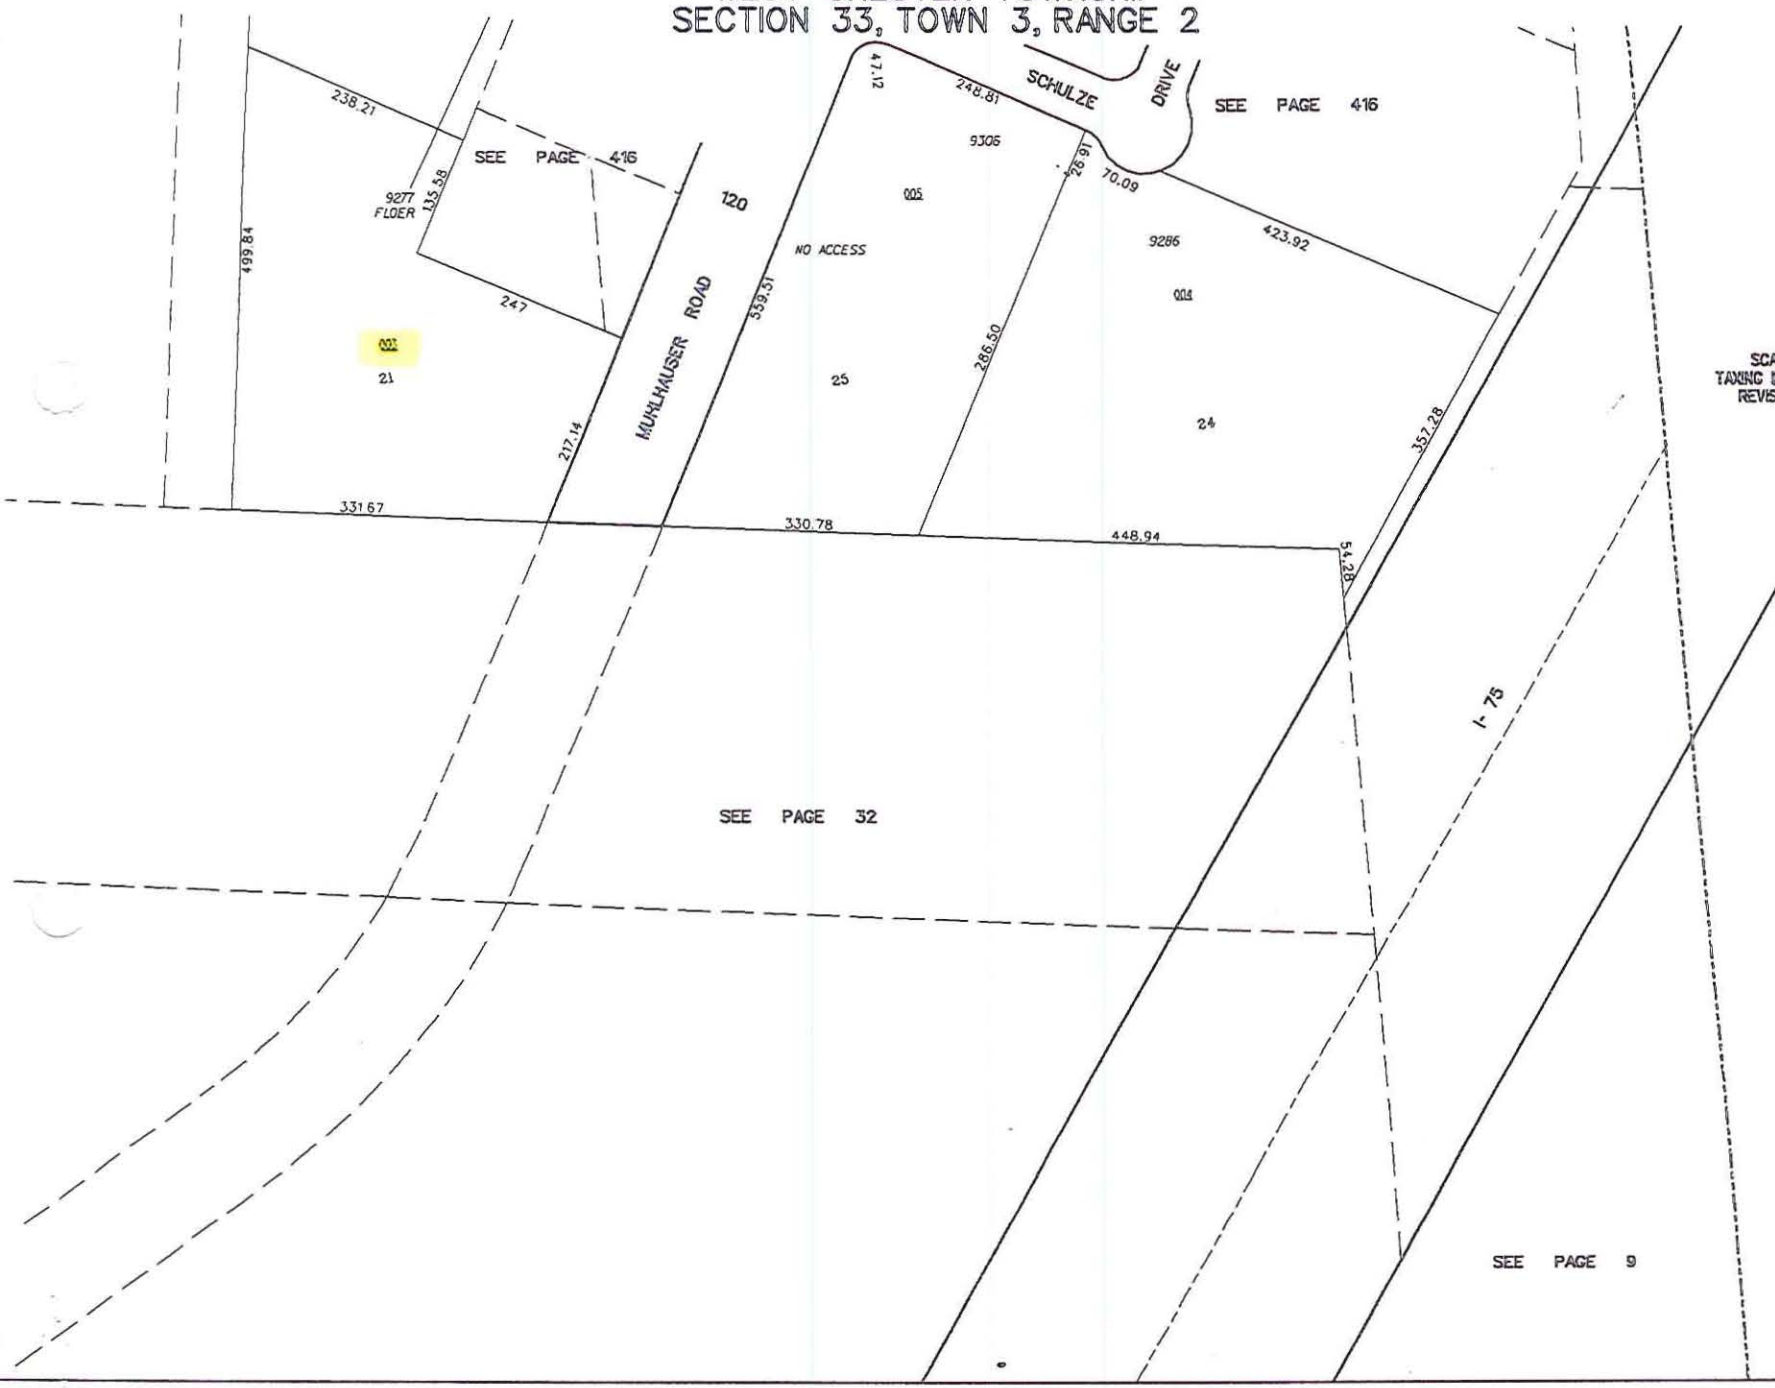 SECTION 33, TOWN 3, RANGE 2
47.12
248.81
SCHULZE
DRIVE
SEE PAGE 416
238.21
9305
SEE PAGE 416
26.91
70.09
9277
FLOER
135.58
120
005
499.84
NO ACCESS
9286
423.92
247
MUHLHAUSER ROAD
559.51
004
003
21
286.50
25
24
217.14
357.28
331.67
330.78
448.94
54.28
I-75
SEE PAGE 32
SEE PAGE 9